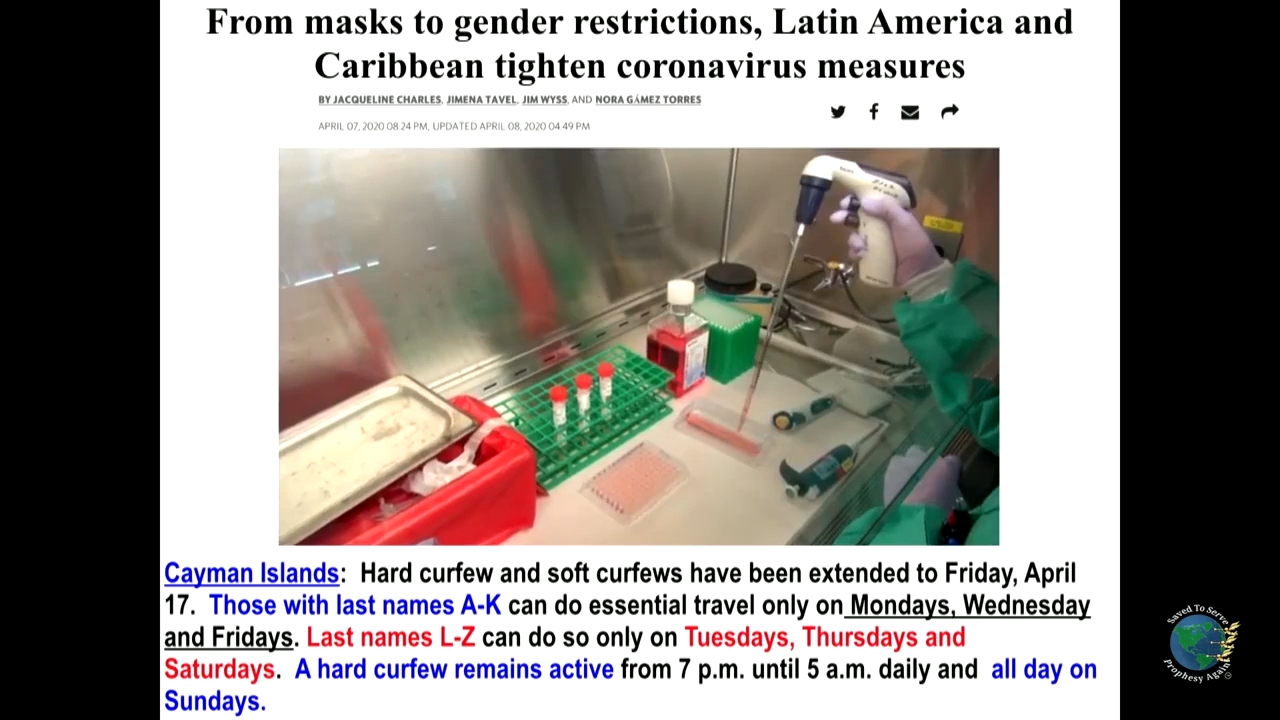 From masks to gender restrictions, Latin America and
Caribbean tighten coronavirus measures
BY JACQUELINE CHARLES, JIMENA TAVEL, JIM WYSS, AND NORA GÁMEZ TORRES
APRIL 07, 2020 08:24 PM, UPDATED APRIL 08, 2020 04:49 PM
Cayman Islands: Hard curfew and soft curfews have been extended to Friday, April
17. Those with last names A-K can do essential travel only on Mondays, Wednesday
and Fridays. Last names L-Z can do so only on Tuesdays, Thursdays and
Saturdays. A hard curfew remains active from 7 p.m. until 5 a.m. daily and all day on
Sundays.
Saved To Serve
Prophesy Again